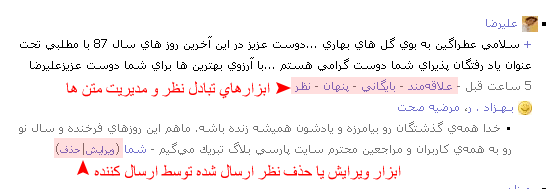 عليرضا
+ سلامي عطراگين به بوي گل هاي بهاري ...دوست عزيز در اين آخرين روز هاي سال 87 با مطلبي تحت
عنوان ياد رفتگان پذيراي شما دوست گرامي هستم ...با آرزوي بهترين ها براي شما دوست عزيزعليرضا
5 ساعت قبل - علاقه‌مند - بايگاني - پنهان - نظر
ابزارهاي تبادل نظر و مديريت متن ها
بـهـزاد . ر، مرضيه صحت
خدا همه‌ي گذشتگان رو بيامرزه و يادشون هميشه زنده باشه. ماهم اين روزهاي فرخنده و سال نو
رو به همه‌ي كاربران و مراجعين محترم سايت پارسي بلاگ تبريك مي‌گيم - شما (ويرايش|حذف)
ابزار ويرايش يا حذف نظر ارسال شده توسط ارسال كننده